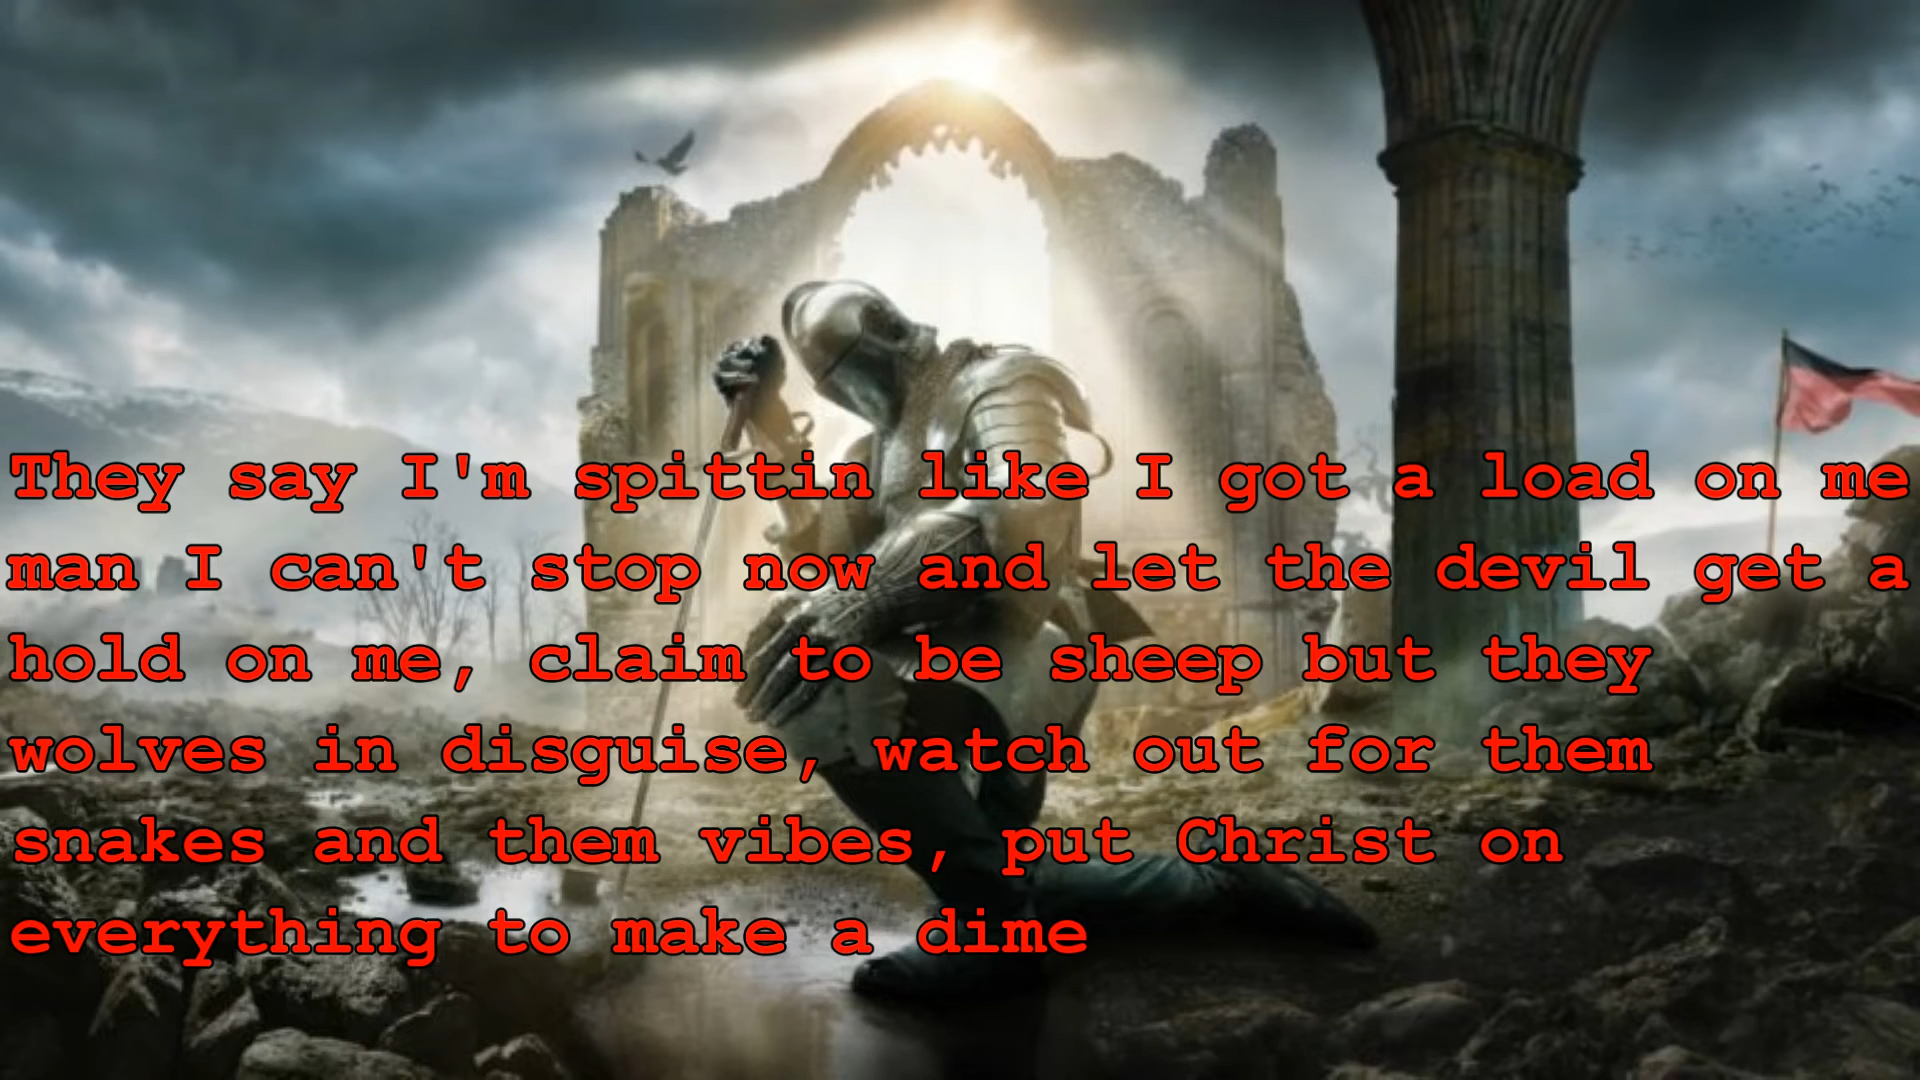 They say I'm spittin like I got a load on me
man I can't stop now and let the devil get a
hold on me, claim to be sheep but they
wolves in disguise, watch out for them
snakes and them vibes, put Christ on
everything to make a dime